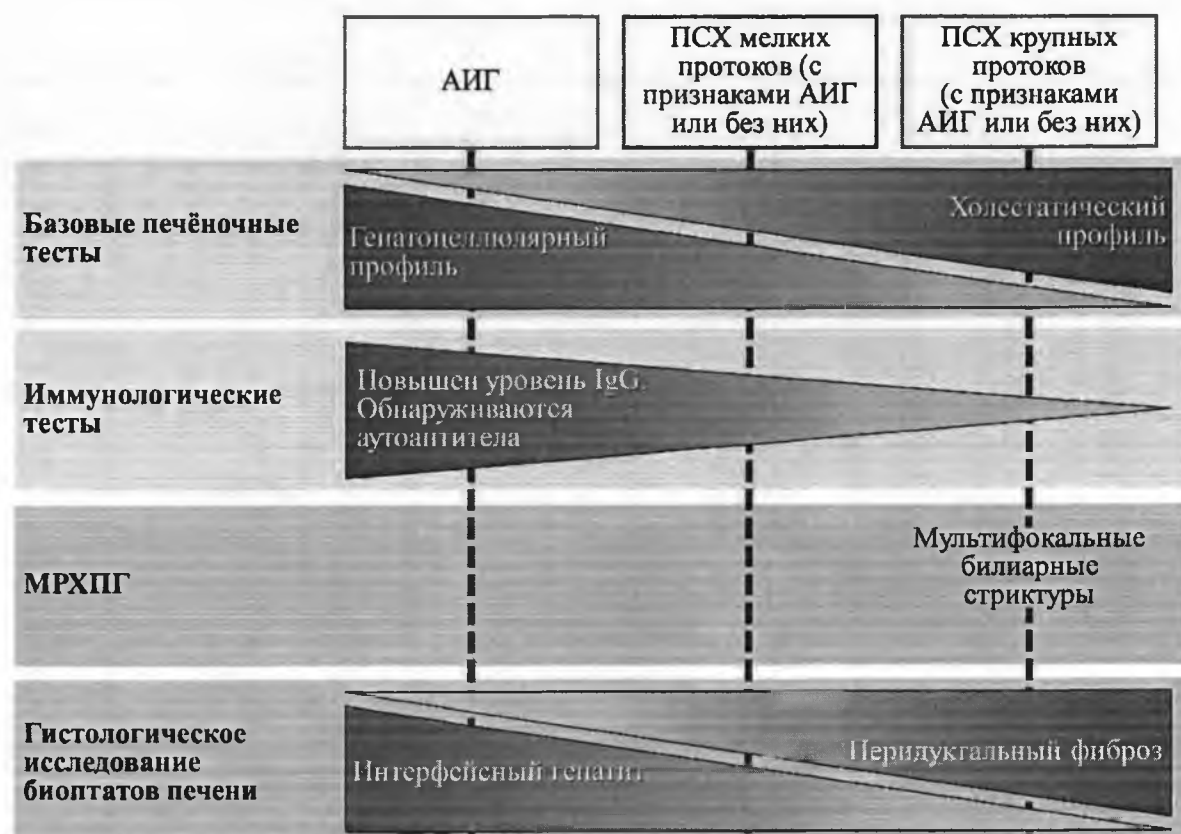 АИГ
ПСХ мелких
протоков (с
признаками АИГ
или без них)
ПСХ крупных
протоков
(с признаками
АИГ или без них)
Базовые печёночные
тесты
Гепатоцеллюлярный
профиль
Холестатический
профиль
Иммунологические
тесты
Повышен уровень IgG.
Обнаруживаются
аутоантитела
МРХПГ
Мультифокальные
билиарные
стриктуры
Гистологическое
исследование
биоптатов печени
Интерфейсный гепатит
Перидуктальный фиброз